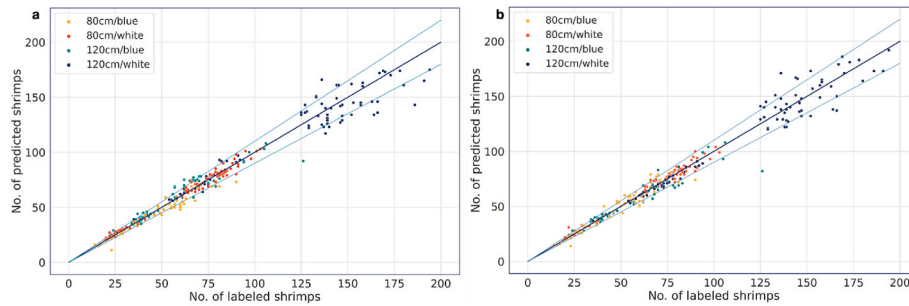 a
80cm/blue
80cm/white
120cm/blue
120cm/white
200
150
100
50
0
No. of predicted shrimps
0 25 50 75 100 125 150 175 200
No. of labeled shrimps
b
80cm/blue
80cm/white
120cm/blue
120cm/white
200
150
100
50
0
No. of predicted shrimps
0 25 50 75 100 125 150 175 200
No. of labeled shrimps